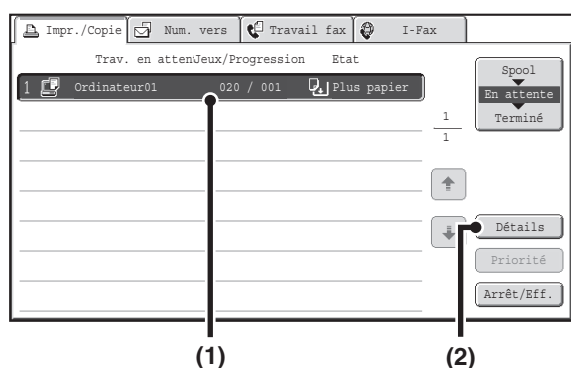 Impr./Copie Num. vers Travail fax I-Fax
Trav. en attenJeux/Progression Etat
1 Ordinateur01 020 / 001 Plus papier
Spool
En attente
Terminé
1
1
Détails
Priorité
Arrêt/Eff.
(1) (2)